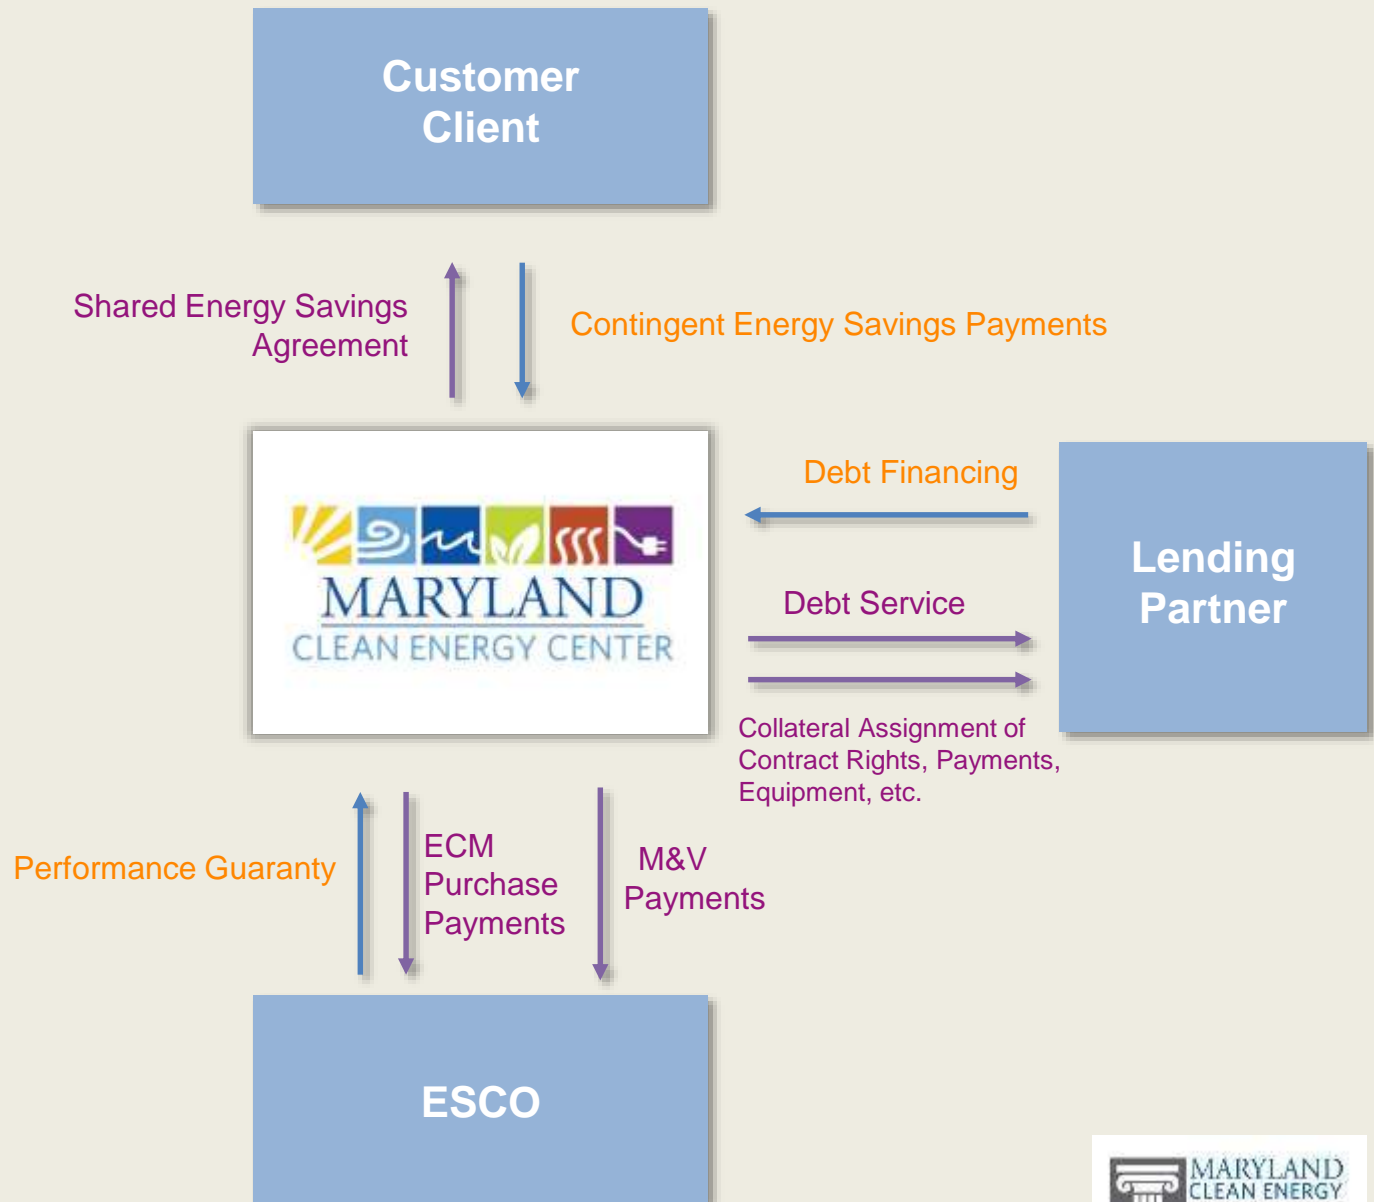 Customer
Client
Shared Energy Savings
Agreement
Contingent Energy Savings Payments
MARYLAND
CLEAN ENERGY CENTER
Debt Financing
Debt Service
Lending
Partner
Collateral Assignment of
Contract Rights, Payments,
Equipment, etc.
Performance Guaranty
ECM
Purchase
Payments
M&V
Payments
ESCO
MARYLAND
CLEAN ENERGY